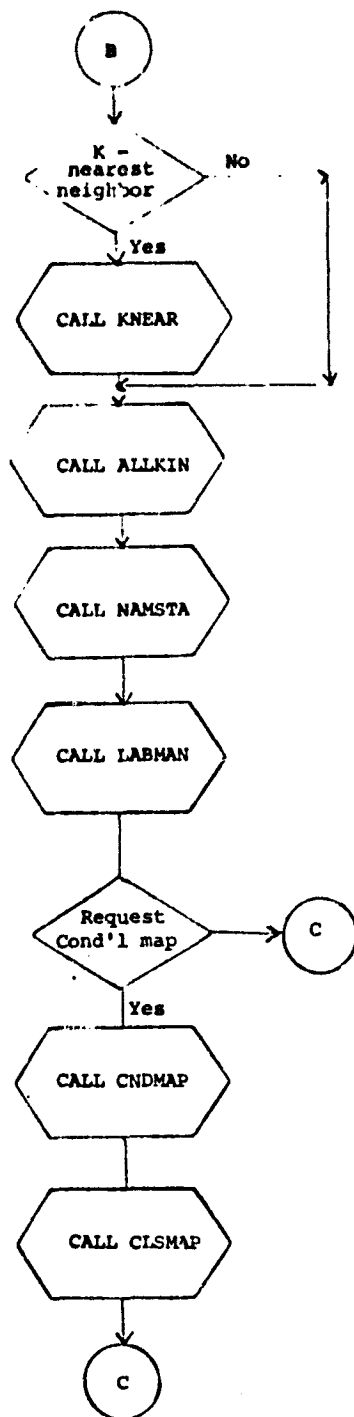 B
K -
nearest
neighbor
No
Yes
CALL KNEAR
CALL ALLKIN
CALL NAMSTA
CALL LABMAN
Request
Cond'l map
C
Yes
CALL CNDMAP
CALL CLSMAP
C